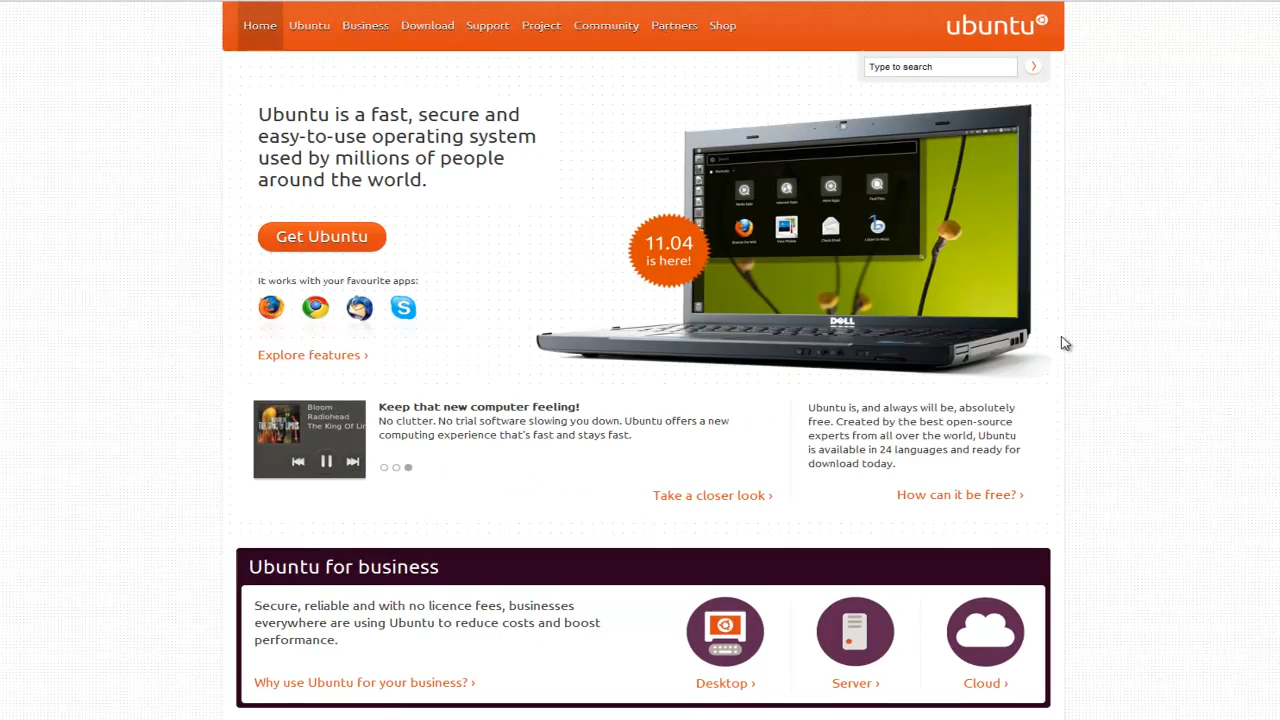 Home Ubuntu Business Download Support Project Community Partners Shop
ubuntu
Type to search
Ubuntu is a fast, secure and
easy-to-use operating system
used by millions of people
around the world.
Get Ubuntu
It works with your favourite apps:
Explore features ›
11.04
is here!
DELL
Bloom
Radiohead
The King Of Lim
Keep that new computer feeling!
No clutter. No trial software slowing you down. Ubuntu offers a new
computing experience that's fast and stays fast.
Take a closer look ›
Ubuntu is, and always will be, absolutely
free. Created by the best open-source
experts from all over the world, Ubuntu
is available in 24 languages and ready for
download today.
How can it be free? ›
Ubuntu for business
Secure, reliable and with no licence fees, businesses
everywhere are using Ubuntu to reduce costs and boost
performance.
Why use Ubuntu for your business? ›
Desktop ›
Server ›
Cloud ›